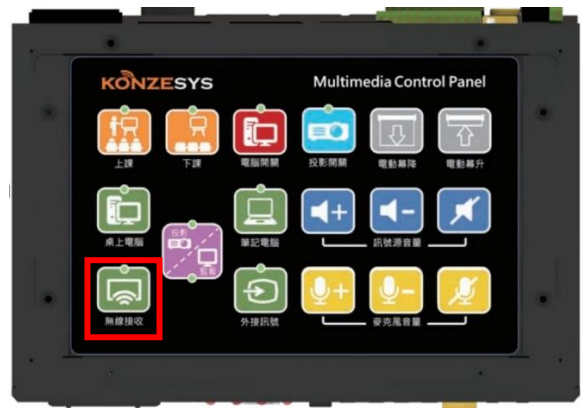 KONZESYS
Multimedia Control Panel
上課
下課
電腦開關
投影開關
電動幕降
電動幕升
桌上電腦
投影
監看
筆記電腦
訊號源音量
無線接收
外接訊號
麥克風音量